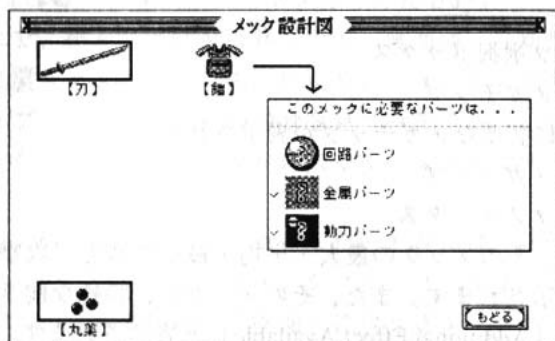 メック設計図
【刀】
【鎧】
このメックに必要なパーツは...
回路パーツ
金属パーツ
動力パーツ
【丸薬】
もどる